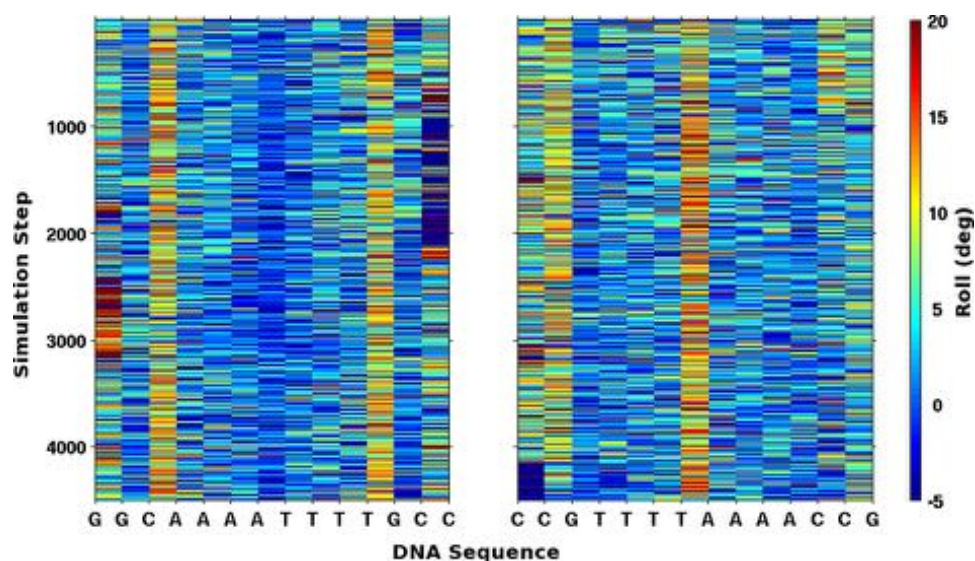 20
15
10
5
0
-5
Roll (deg)
1000
2000
3000
4000
Simulation Step
G G C A A A A T T T T G C C
C C G T T T T A A A A C C G
DNA Sequence